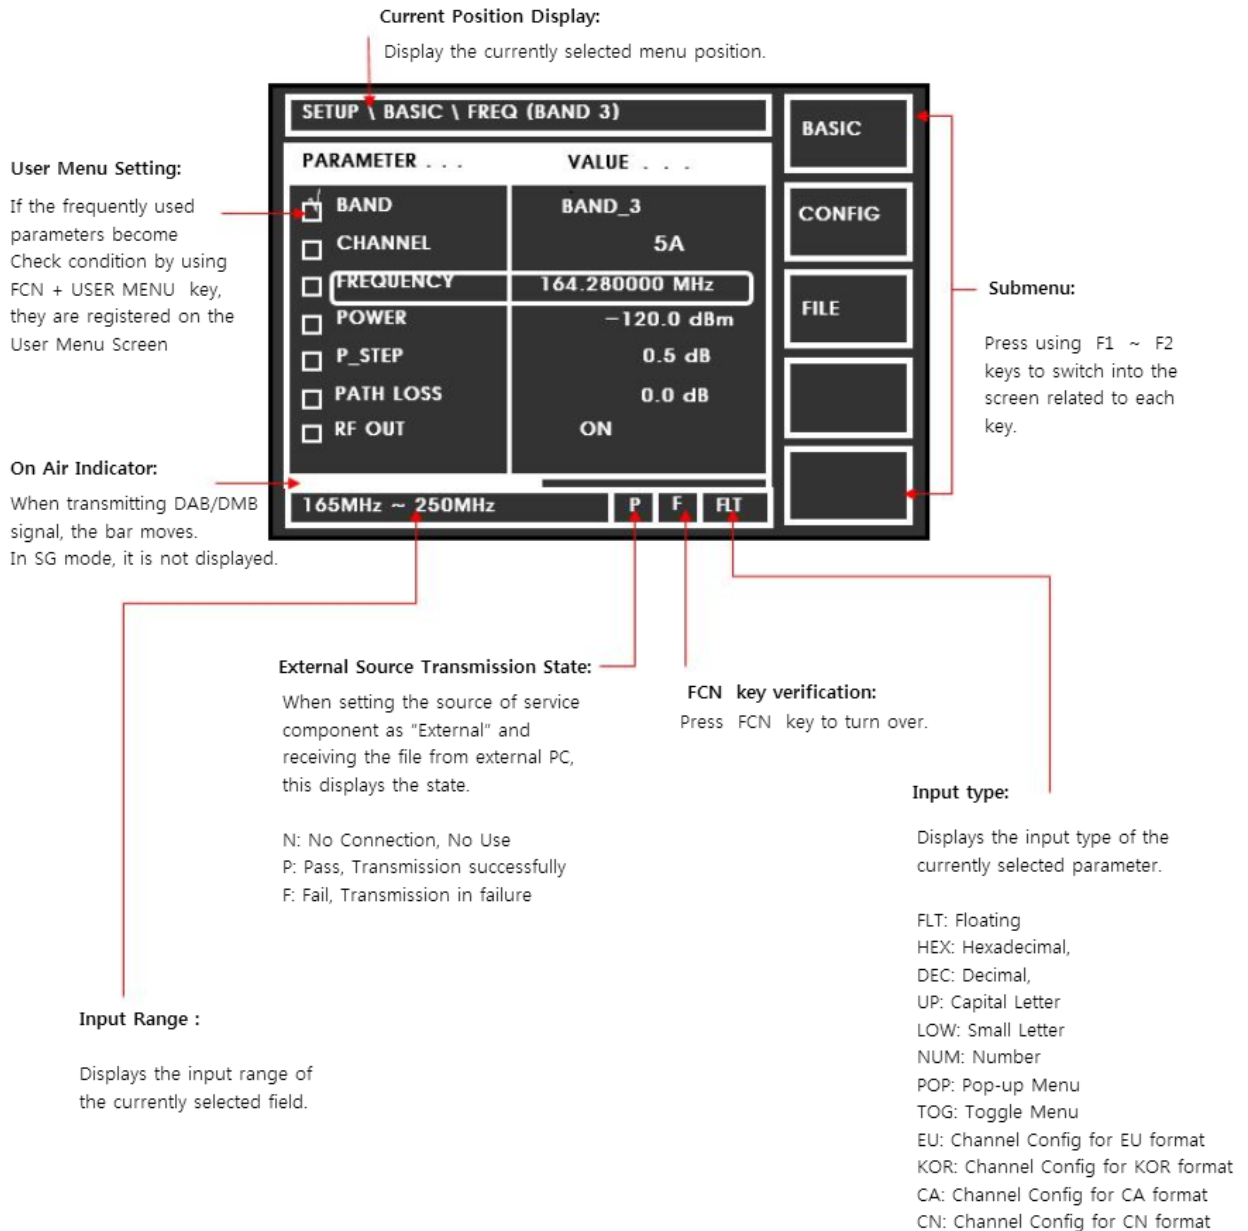 Current Position Display:
Display the currently selected menu position.
SETUP \ BASIC \ FREQ (BAND 3)
BASIC
PARAMETER . . .
VALUE . . .
User Menu Setting:
If the frequently used
parameters become
Check condition by using
FCN + USER MENU key,
they are registered on the
User Menu Screen
BAND
BAND_3
CHANNEL
5A
FREQUENCY
164.280000 MHz
POWER
−120.0 dBm
P_STEP
0.5 dB
PATH LOSS
0.0 dB
RF OUT
ON
CONFIG
FILE
Submenu:
Press using F1 ~ F2
keys to switch into the
screen related to each
key.
On Air Indicator:
When transmitting DAB/DMB
signal, the bar moves.
In SG mode, it is not displayed.
165MHz ~ 250MHz
P
F
FLT
External Source Transmission State:
When setting the source of service
component as "External" and
receiving the file from external PC,
this displays the state.
N: No Connection, No Use
P: Pass, Transmission successfully
F: Fail, Transmission in failure
FCN key verification:
Press FCN key to turn over.
Input type:
Displays the input type of the
currently selected parameter.
FLT: Floating
HEX: Hexadecimal,
DEC: Decimal,
UP: Capital Letter
LOW: Small Letter
NUM: Number
POP: Pop-up Menu
TOG: Toggle Menu
EU: Channel Config for EU format
KOR: Channel Config for KOR format
CA: Channel Config for CA format
CN: Channel Config for CN format
Input Range :
Displays the input range of
the currently selected field.